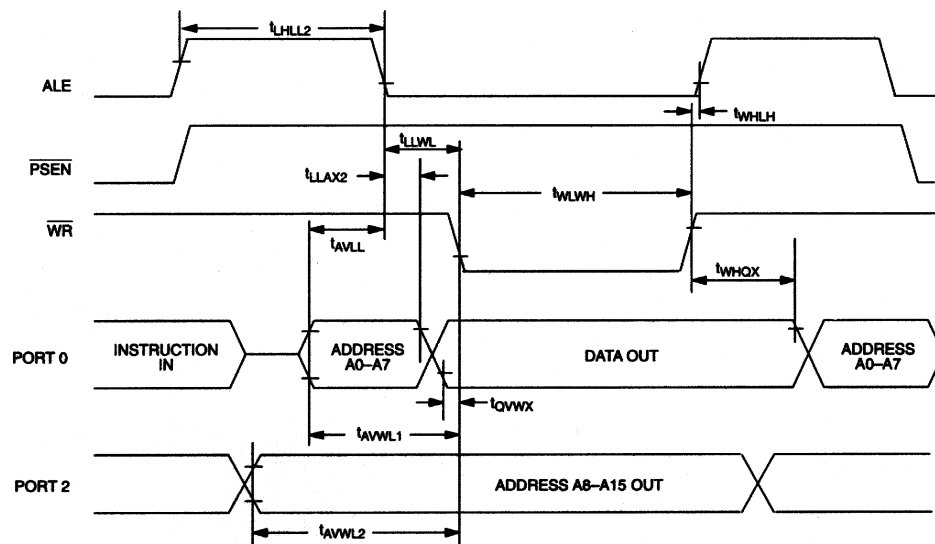 tLHLL2
ALE
tWHLH
tLLWL
PSEN
tLLAX2
tWLWH
WR
tAVLL
tWHQX
PORT 0
INSTRUCTION
IN
ADDRESS
A0–A7
DATA OUT
ADDRESS
A0–A7
tQVWX
tAVWL1
PORT 2
ADDRESS A8–A15 OUT
tAVWL2